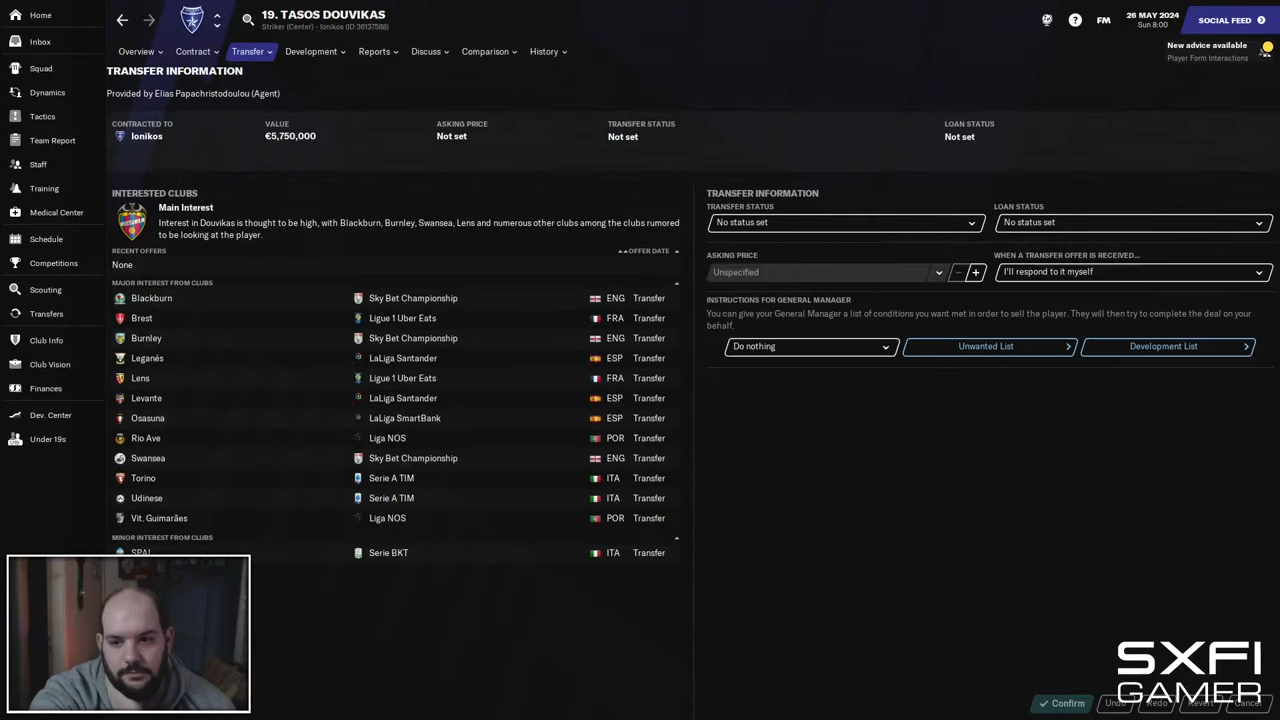 Home
Inbox
Squad
Dynamics
Tactics
Team Report
Staff
Training
Medical Center
Schedule
Competitions
Scouting
Transfers
Club Info
Club Vision
Finances
Dev. Center
Under 19s
19. TASOS DOUVIKAS
Striker (Center) - Ionikos (ID:36137588)
FM
26 MAY 2024
Sun 8:00
SOCIAL FEED
Overview
Contract
Transfer
Development
Reports
Discuss
Comparison
History
New advice available
Player Form Interactions
TRANSFER INFORMATION
Provided by Elias Papachristodoulou (Agent)
CONTRACTED TO
Ionikos
VALUE
€5,750,000
ASKING PRICE
Not set
TRANSFER STATUS
Not set
LOAN STATUS
Not set
INTERESTED CLUBS
Main Interest
Interest in Douvikas is thought to be high, with Blackburn, Burnley, Swansea, Lens and numerous other clubs among the clubs rumored
to be looking at the player.
RECENT OFFERS OFFER DATE
None
MAJOR INTEREST FROM CLUBS
Blackburn Sky Bet Championship ENG Transfer
Brest Ligue 1 Uber Eats FRA Transfer
Burnley Sky Bet Championship ENG Transfer
Leganés LaLiga Santander ESP Transfer
Lens Ligue 1 Uber Eats FRA Transfer
Levante LaLiga Santander ESP Transfer
Osasuna LaLiga SmartBank ESP Transfer
Rio Ave Liga NOS POR Transfer
Swansea Sky Bet Championship ENG Transfer
Torino Serie A TIM ITA Transfer
Udinese Serie A TIM ITA Transfer
Vit. Guimarães Liga NOS POR Transfer
MINOR INTEREST FROM CLUBS
SPAL Serie BKT ITA Transfer
TRANSFER INFORMATION
TRANSFER STATUS
No status set
LOAN STATUS
No status set
ASKING PRICE
Unspecified
WHEN A TRANSFER OFFER IS RECEIVED...
I'll respond to it myself
INSTRUCTIONS FOR GENERAL MANAGER
You can give your General Manager a list of conditions you want met in order to sell the player. They will then try to complete the deal on your
behalf.
Do nothing
Unwanted List
Development List
SXFI
GAMER
Confirm
Undo
Redo
Revert
Cancel